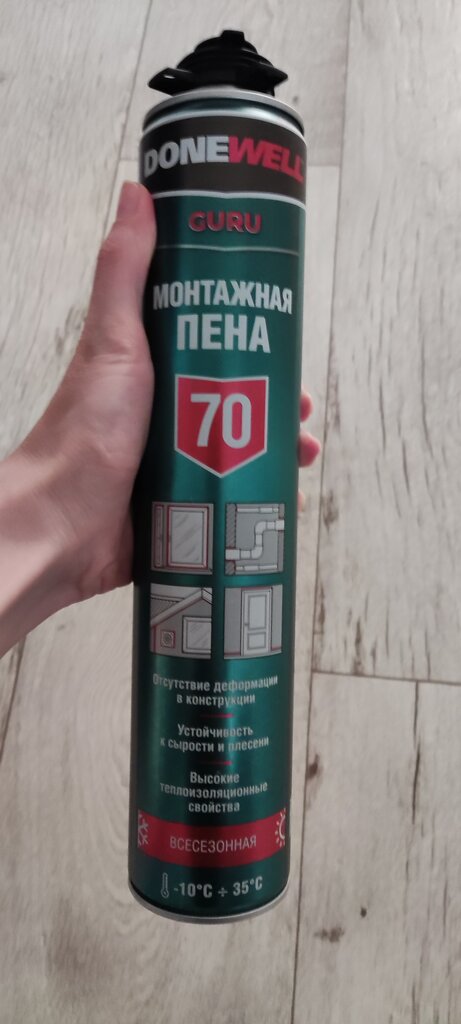 DONEWELL
GURU
МОНТАЖНАЯ
ПЕНА
70
Отсутствие деформации
в конструкции
Устойчивость
к сырости и плесени
Высокие
теплоизоляционные
свойства
ВСЕСЕЗОННАЯ
-10°C ÷ 35°C